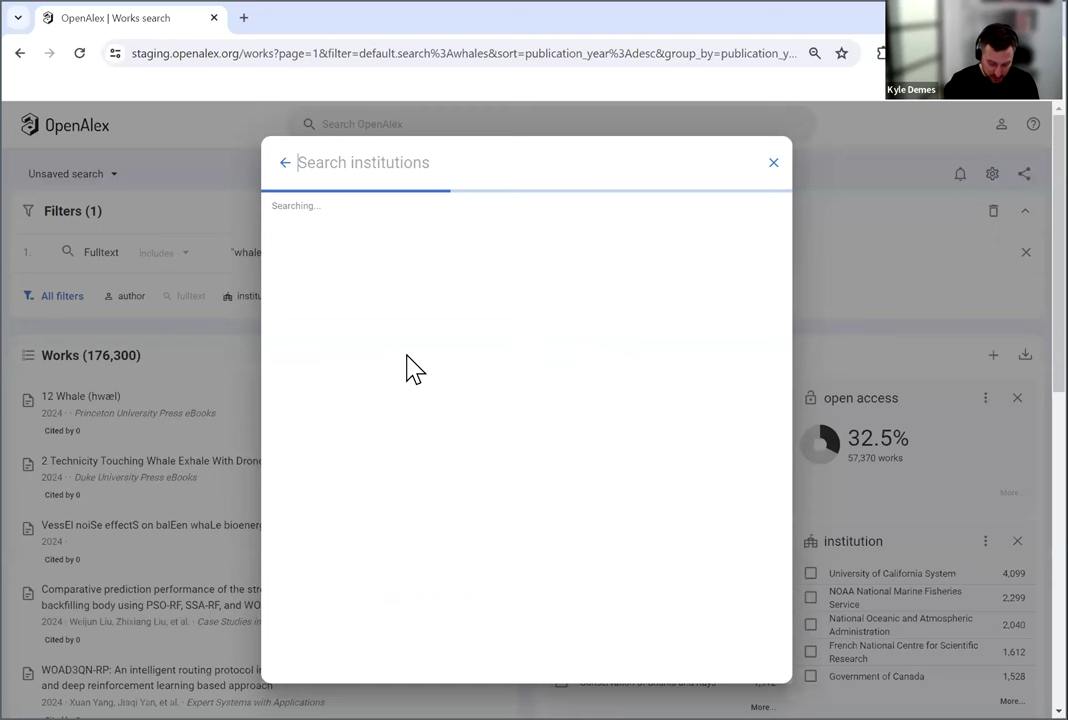 OpenAlex | Works search
staging.openalex.org/works?page=1&filter=default.search%3Awhales&sort=publication_year%3Adesc&group_by=publication_y...
Kyle Demes
OpenAlex
Search OpenAlex
Unsaved search
Search institutions
Searching...
Filters (1)
1. Fulltext includes "whale
All filters author fulltext institu
Works (176,300)
12 Whale (hwæl)
2024 · · Princeton University Press eBooks
Cited by 0
2 Technicity Touching Whale Exhale With Drone
2024 · · Duke University Press eBooks
Cited by 0
VessEl noiSe effectS on balEen whaLe bioenerg
2024 ·
Cited by 0
Comparative prediction performance of the stre
backfilling body using PSO-RF, SSA-RF, and WO
2024 · Weijun Liu, Zhixiang Liu, et al. · Case Studies in
Cited by 0
WOAD3QN-RP: An intelligent routing protocol i
and deep reinforcement learning based approach
2024 · Xuan Yang, Jiaqi Yan, et al. · Expert Systems with Applications
Cited by 0
More...
open access
32.5%
57,370 works
More...
institution
University of California System 4,099
NOAA National Marine Fisheries
Service 2,299
National Oceanic and Atmospheric
Administration 2,040
French National Centre for Scientific
Research 1,612
Government of Canada 1,528
More...